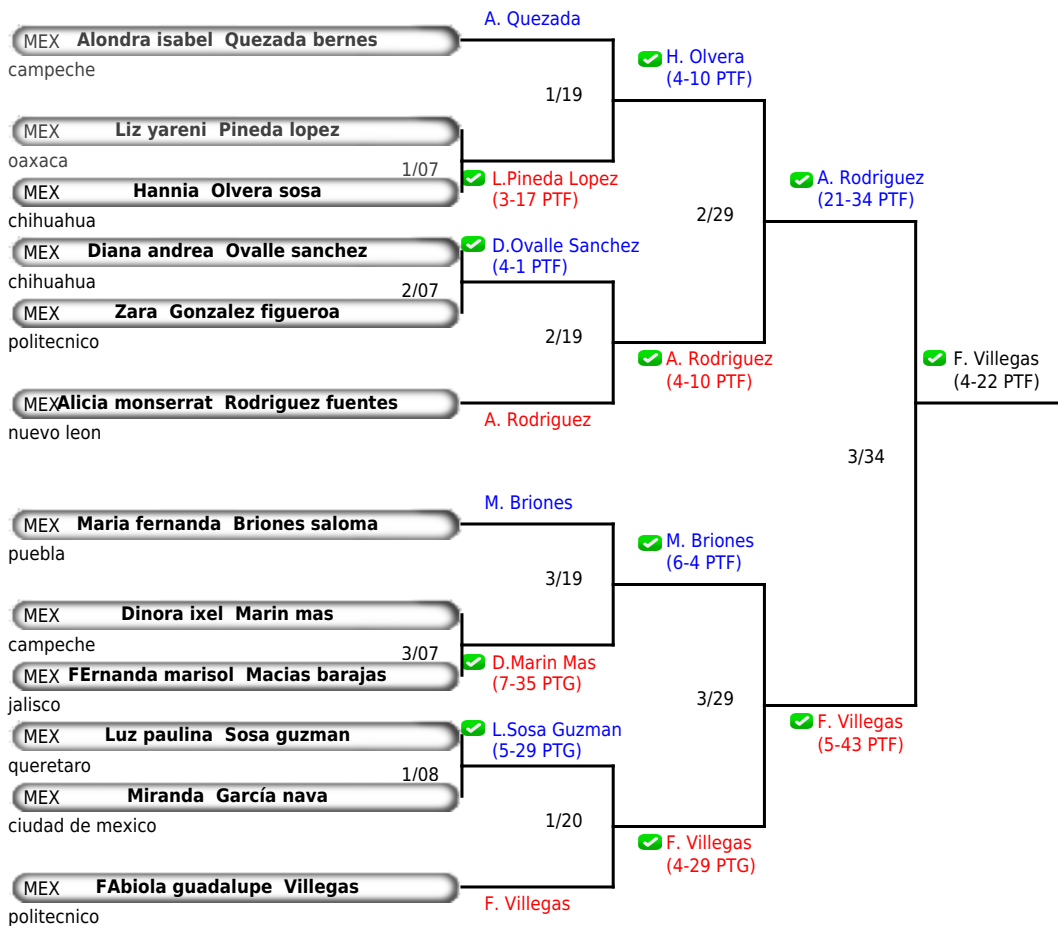 A. Quezada
MEX Alondra isabel Quezada bernes
campeche
H. Olvera
(4-10 PTF)
1/19
MEX Liz yareni Pineda lopez
oaxaca
1/07
L.Pineda Lopez
(3-17 PTF)
MEX Hannia Olvera sosa
chihuahua
A. Rodriguez
(21-34 PTF)
2/29
MEX Diana andrea Ovalle sanchez
chihuahua
D.Ovalle Sanchez
(4-1 PTF)
2/07
MEX Zara Gonzalez figueroa
politecnico
2/19
A. Rodriguez
(4-10 PTF)
F. Villegas
(4-22 PTF)
MEX Alicia monserrat Rodriguez fuentes
nuevo leon
A. Rodriguez
3/34
M. Briones
MEX Maria fernanda Briones saloma
puebla
M. Briones
(6-4 PTF)
3/19
MEX Dinora ixel Marin mas
campeche
3/07
D.Marin Mas
(7-35 PTG)
MEX FErnanda marisol Macias barajas
jalisco
3/29
F. Villegas
(5-43 PTF)
MEX Luz paulina Sosa guzman
queretaro
L.Sosa Guzman
(5-29 PTG)
1/08
MEX Miranda García nava
ciudad de mexico
1/20
F. Villegas
(4-29 PTG)
MEX FAbiola guadalupe Villegas
politecnico
F. Villegas